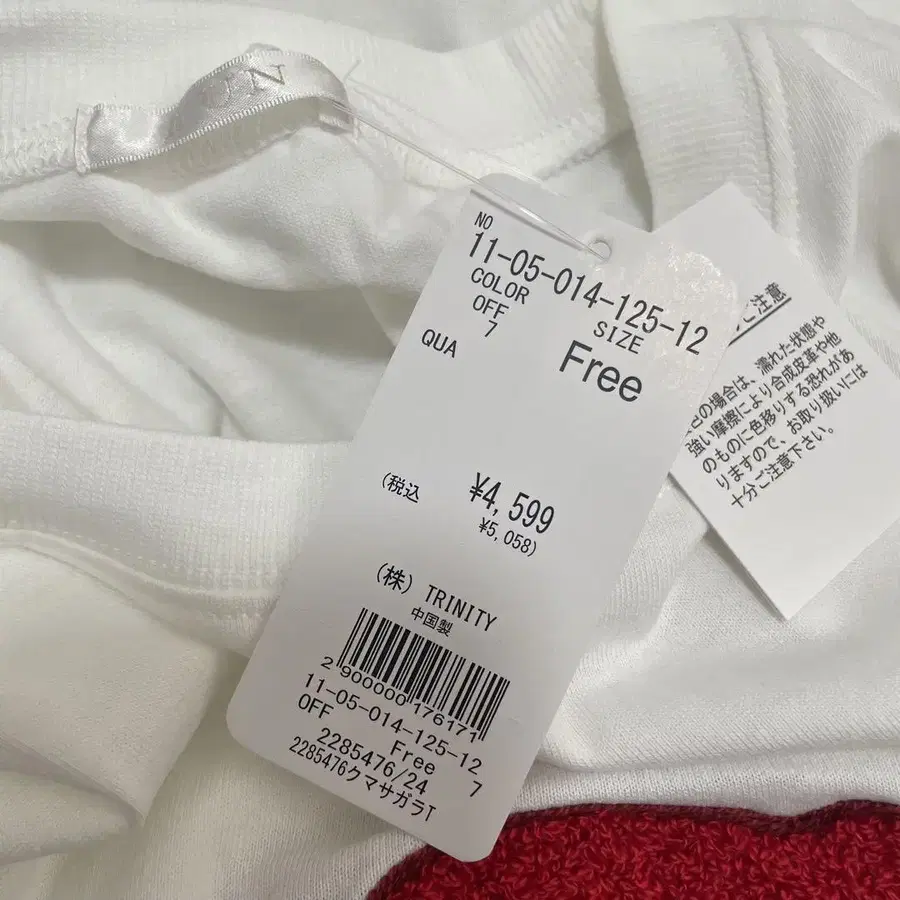 NO
11-05-014-125-12
COLOR
OFF
7
SIZE
Free
QUA
¥4,599
(税込 ¥5,058)
(株) TRINITY
中国製
2 900000 176171
11-05-014-125-12
OFF
Free
7
2285476/24
2285476クマサガラT
ご注意
の場合は、濡れた状態や
強い摩擦により合成皮革や他
のものに色移りする恐れがあ
りますので、お取り扱いには
十分ご注意下さい。